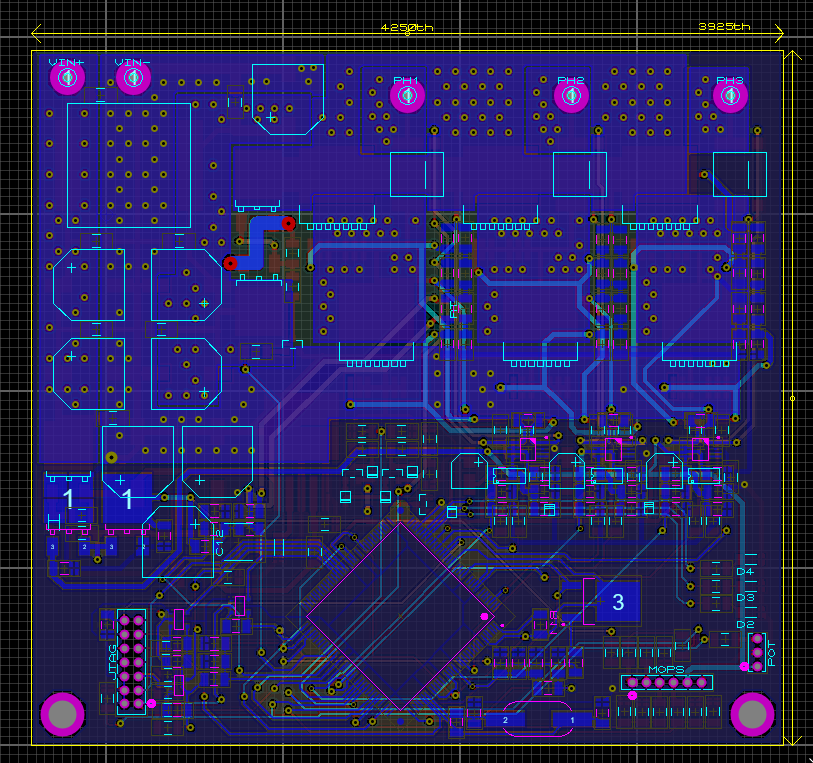 4250th
3925th
VIN+ VIN-
PH1 PH2 PH3
1 1
3 2 3 2
C12
D4
3
D3
D2
JTAG
POT
MOPS
2 1